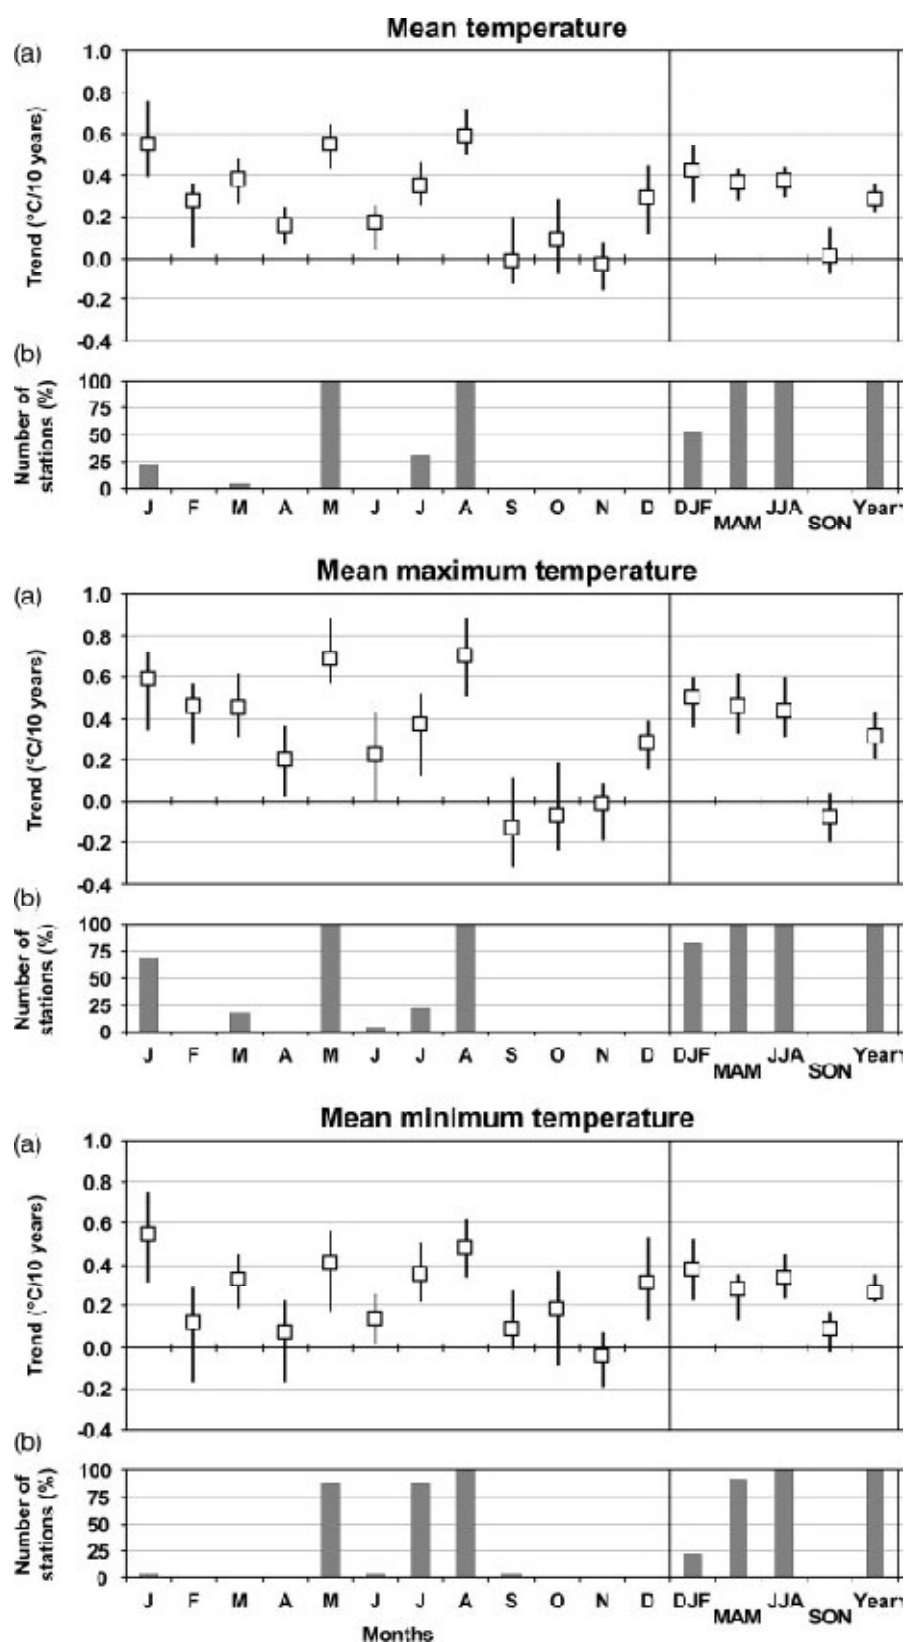 Mean temperature
(a)
Trend (°C/10 years)
1.0
0.8
0.6
0.4
0.2
0.0
-0.2
-0.4
(b)
Number of
stations (%)
100
75
50
25
0
J F M A M J J A S O N D DJF MAM JJA SON Year
Mean maximum temperature
(a)
Trend (°C/10 years)
1.0
0.8
0.6
0.4
0.2
0.0
-0.2
-0.4
(b)
Number of
stations (%)
100
75
50
25
0
J F M A M J J A S O N D DJF MAM JJA SON Year
Mean minimum temperature
(a)
Trend (°C/10 years)
1.0
0.8
0.6
0.4
0.2
0.0
-0.2
-0.4
(b)
Number of
stations (%)
100
75
50
25
0
J F M A M J J A S O N D DJF MAM JJA SON Year
Months